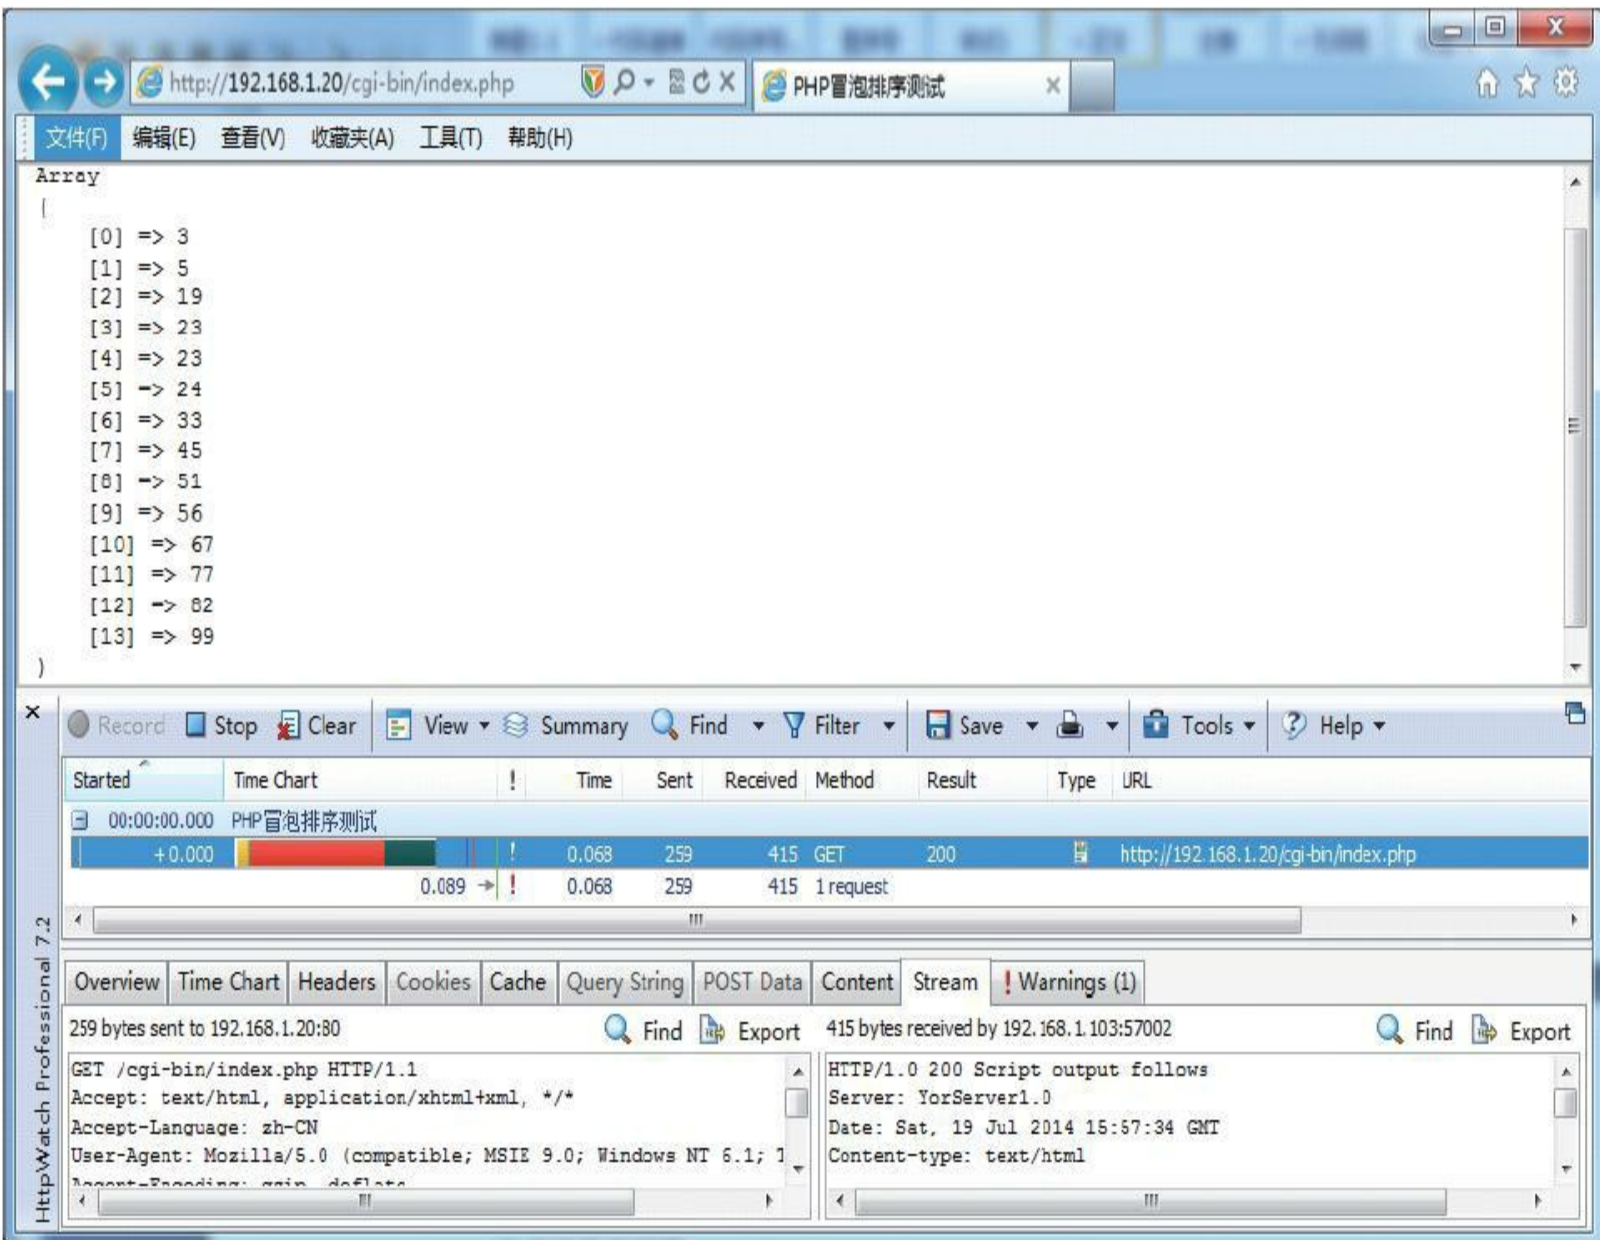 http://192.168.1.20/cgi-bin/index.php
PHP冒泡排序测试
文件(F) 编辑(E) 查看(V) 收藏夹(A) 工具(T) 帮助(H)
Array
(
[0] => 3
[1] => 5
[2] => 19
[3] => 23
[4] => 23
[5] => 24
[6] => 33
[7] => 45
[8] => 51
[9] => 56
[10] => 67
[11] => 77
[12] => 82
[13] => 99
)
Record Stop Clear View Summary Find Filter Save Tools Help
Started Time Chart ! Time Sent Received Method Result Type URL
00:00:00.000 PHP冒泡排序测试
+0.000 ! 0.068 259 415 GET 200 http://192.168.1.20/cgi-bin/index.php
0.089 ! 0.068 259 415 1 request
HttpWatch Professional 7.2
Overview Time Chart Headers Cookies Cache Query String POST Data Content Stream ! Warnings (1)
259 bytes sent to 192.168.1.20:80 Find Export
GET /cgi-bin/index.php HTTP/1.1
Accept: text/html, application/xhtml+xml, */*
Accept-Language: zh-CN
User-Agent: Mozilla/5.0 (compatible; MSIE 9.0; Windows NT 6.1;
Accept-Encoding: gzip, deflate
415 bytes received by 192.168.1.103:57002 Find Export
HTTP/1.0 200 Script output follows
Server: YorServer1.0
Date: Sat, 19 Jul 2014 15:57:34 GMT
Content-type: text/html